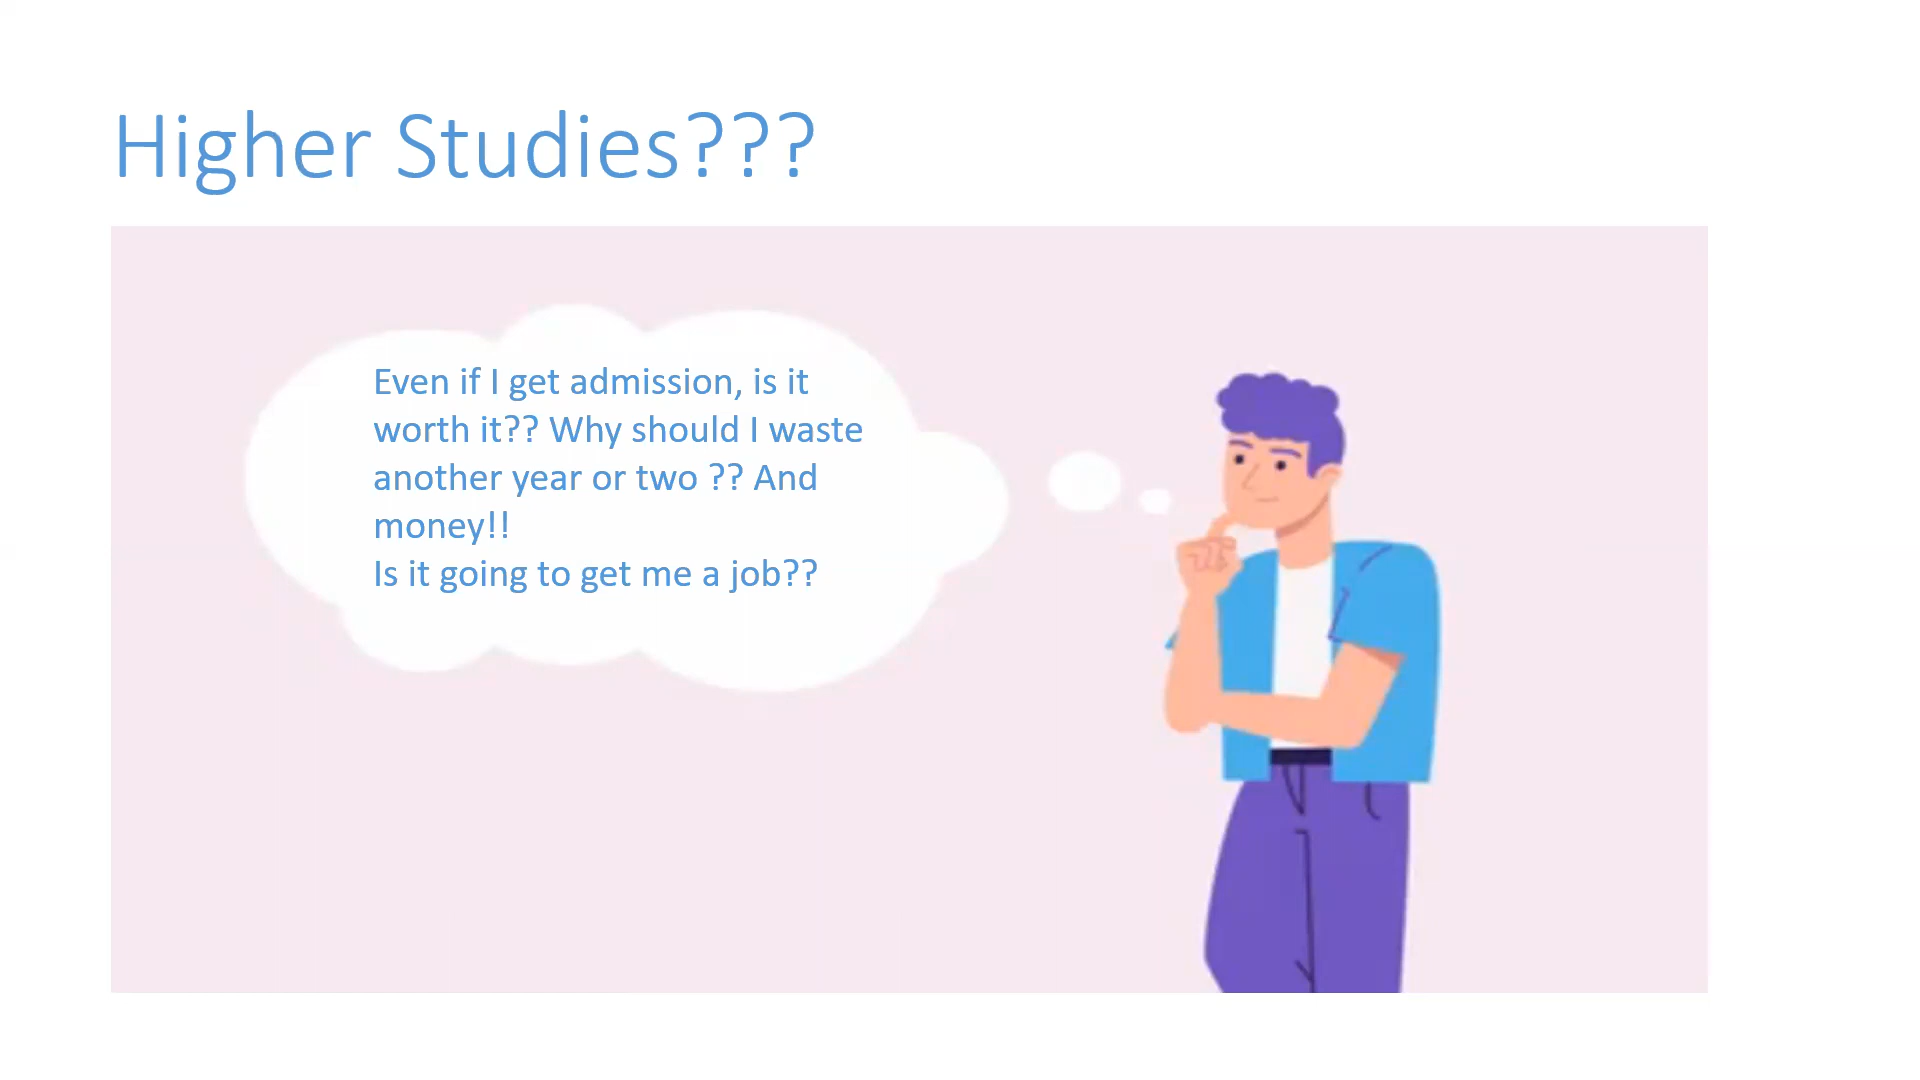 Higher Studies???
Even if I get admission, is it
worth it?? Why should I waste
another year or two ?? And
money!!
Is it going to get me a job??